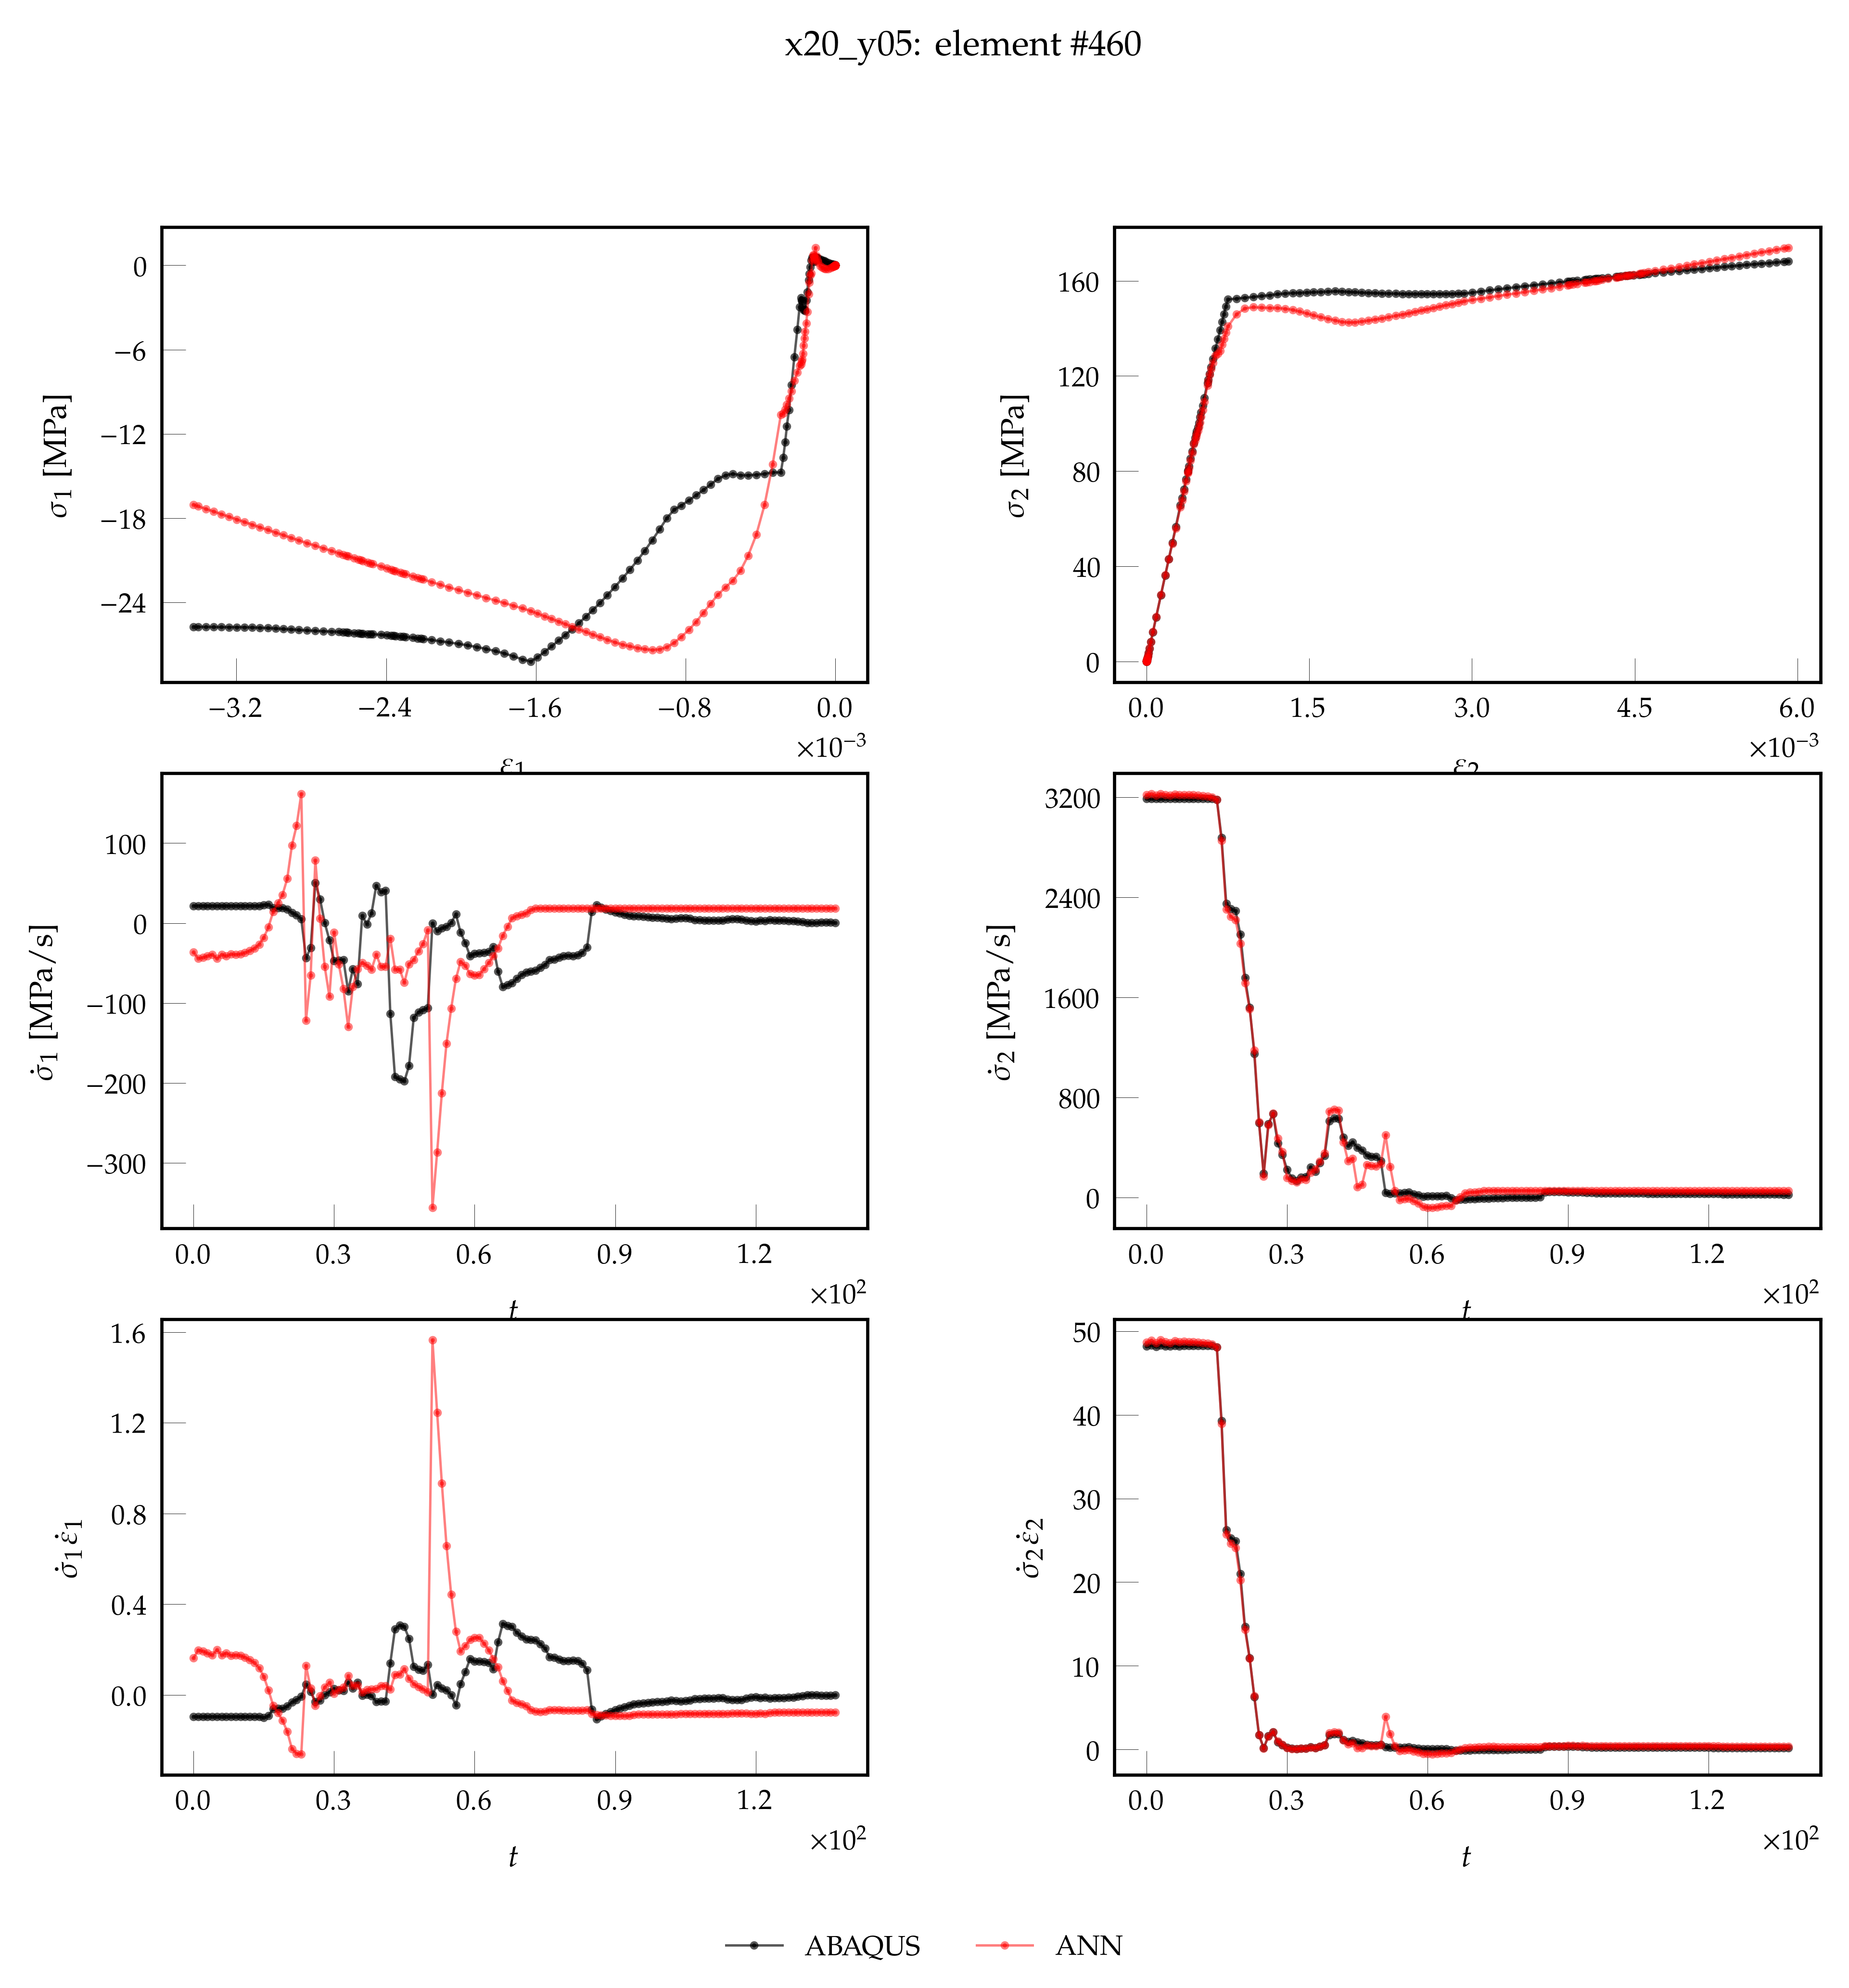 x20_y05: element #460
σ₁ [MPa]
0
−6
−12
−18
−24
−3.2 −2.4 −1.6 −0.8 0.0
×10⁻³
ε₁
σ₂ [MPa]
160
120
80
40
0
0.0 1.5 3.0 4.5 6.0
×10⁻³
ε₂
σ̇₁ [MPa/s]
100
0
−100
−200
−300
0.0 0.3 0.6 0.9 1.2
×10²
t
σ̇₂ [MPa/s]
3200
2400
1600
800
0
0.0 0.3 0.6 0.9 1.2
×10²
t
σ̇₁ε̇₁
1.6
1.2
0.8
0.4
0.0
0.0 0.3 0.6 0.9 1.2
×10²
t
σ̇₂ε̇₂
50
40
30
20
10
0
0.0 0.3 0.6 0.9 1.2
×10²
t
ABAQUS ANN